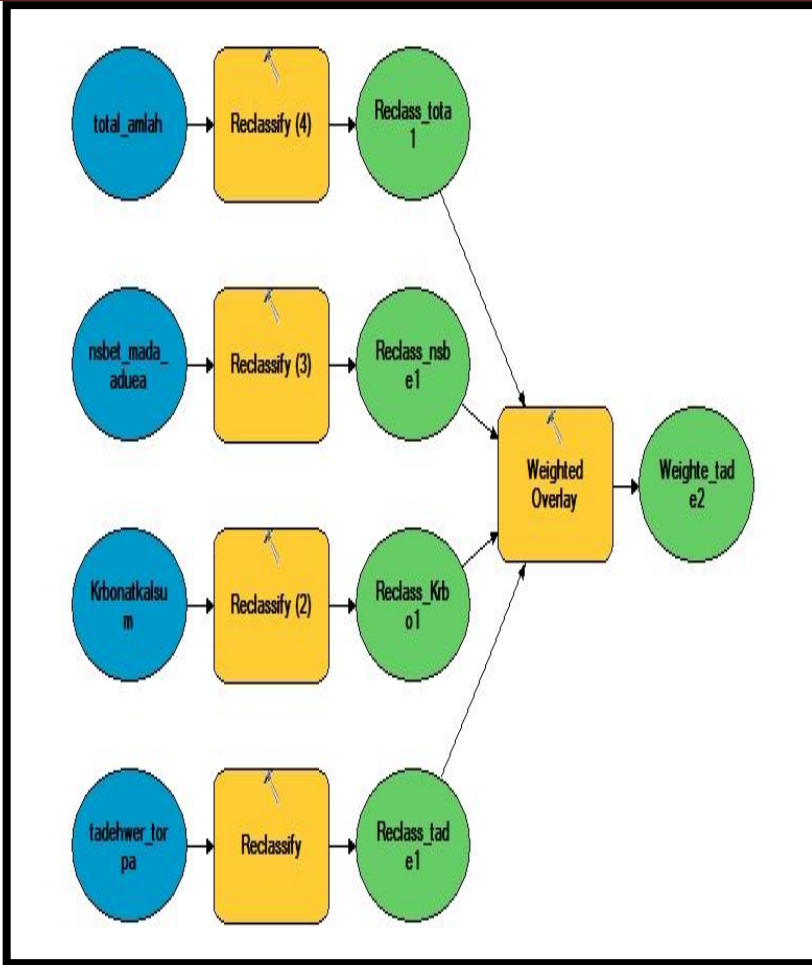 total_amlah
Reclassify (4)
Reclass_tota
1
nsbet_mada_
aduea
Reclassify (3)
Reclass_nsb
e1
Krbonatkalsu
m
Reclassify (2)
Reclass_Krb
o1
tadehwer_tor
pa
Reclassify
Reclass_tad
e1
Weighted
Overlay
Weighte_tad
e2